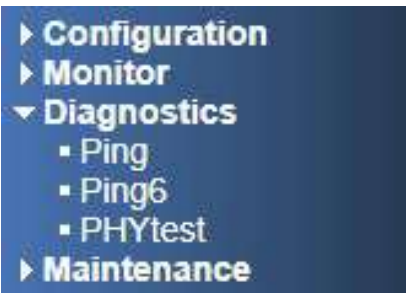 Configuration
Monitor
Diagnostics
Ping
Ping6
PHYtest
Maintenance